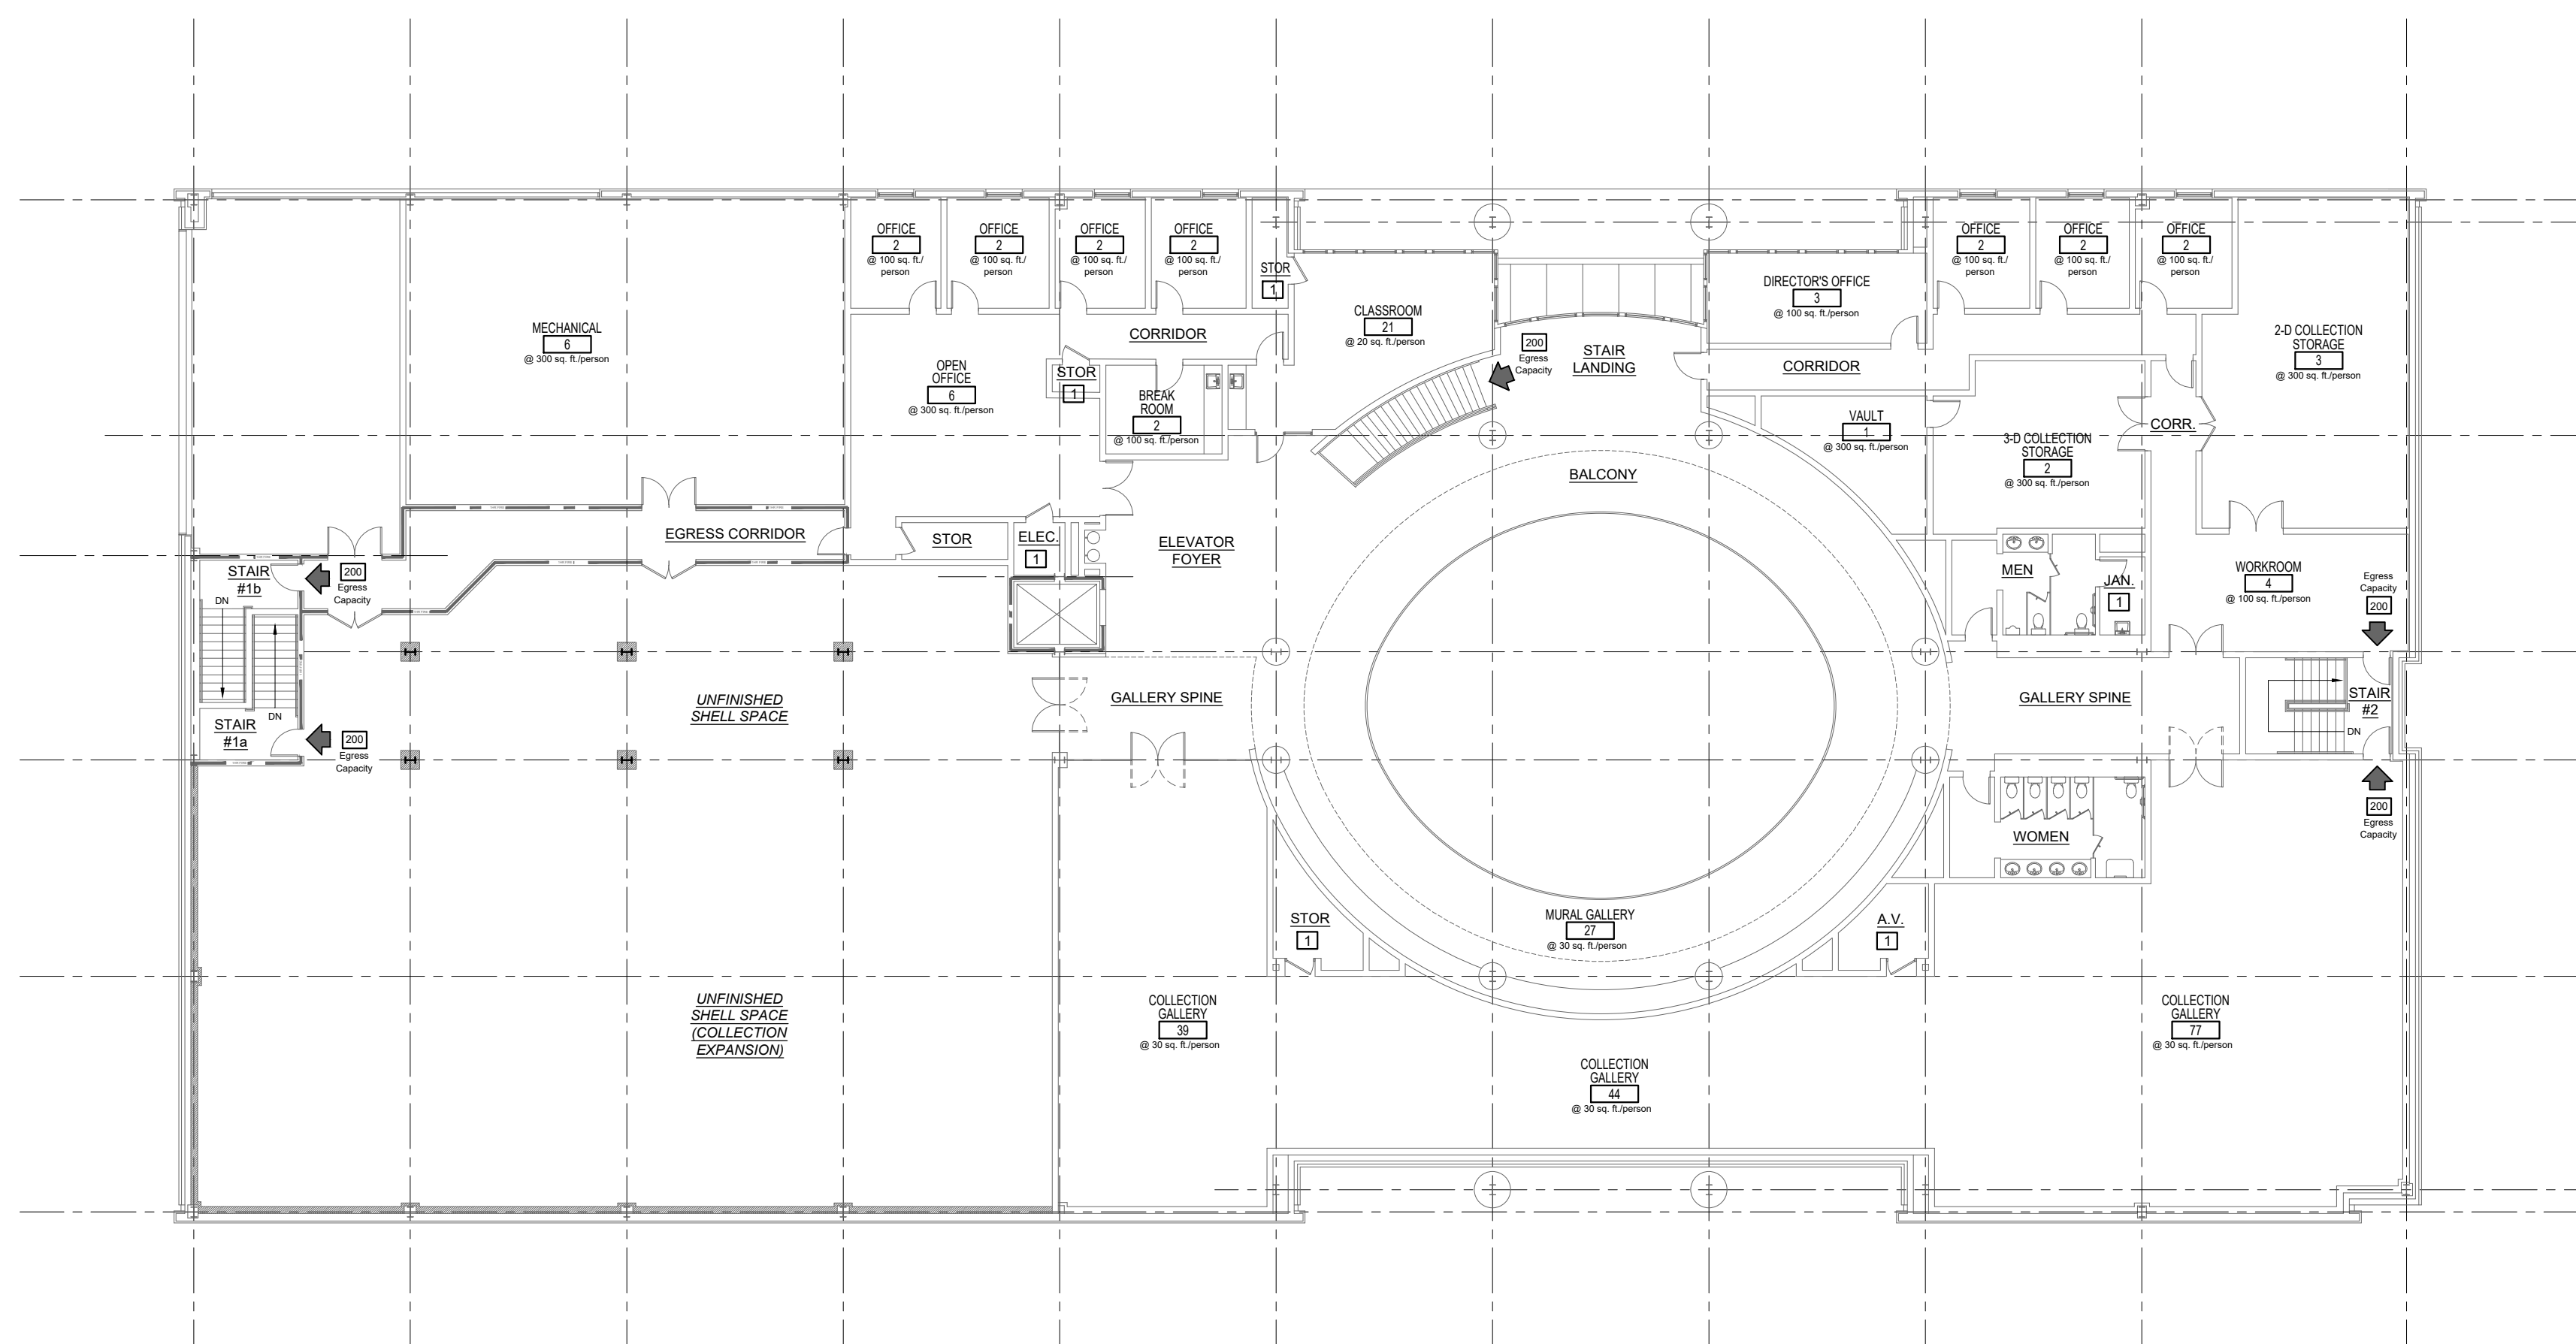 OFFICE
2
@ 100 sq. ft./
person
OFFICE
2
@ 100 sq. ft./
person
OFFICE
2
@ 100 sq. ft./
person
OFFICE
2
@ 100 sq. ft./
person
STOR
1
OFFICE
2
@ 100 sq. ft./
person
OFFICE
2
@ 100 sq. ft./
person
OFFICE
2
@ 100 sq. ft./
person
MECHANICAL
6
@ 300 sq. ft./person
CORRIDOR
CLASSROOM
21
@ 20 sq. ft./person
DIRECTOR'S OFFICE
3
@ 100 sq. ft./person
200
Egress
Capacity
STAIR
LANDING
CORRIDOR
2-D COLLECTION
STORAGE
3
@ 300 sq. ft./person
OPEN
OFFICE
6
@ 300 sq. ft./person
STOR
1
BREAK
ROOM
2
@ 100 sq. ft./person
VAULT
1
@ 300 sq. ft./person
3-D COLLECTION
STORAGE
2
@ 300 sq. ft./person
CORR.
BALCONY
EGRESS CORRIDOR
STOR
ELEC.
1
ELEVATOR
FOYER
STAIR
#1b
DN
200
Egress
Capacity
MEN
JAN.
1
WORKROOM
4
@ 100 sq. ft./person
Egress
Capacity
200
UNFINISHED
SHELL SPACE
GALLERY SPINE
GALLERY SPINE
STAIR
#2
DN
DN
STAIR
#1a
200
Egress
Capacity
200
Egress
Capacity
WOMEN
STOR
1
MURAL GALLERY
27
@ 30 sq. ft./person
A.V.
1
UNFINISHED
SHELL SPACE
(COLLECTION
EXPANSION)
COLLECTION
GALLERY
39
@ 30 sq. ft./person
COLLECTION
GALLERY
44
@ 30 sq. ft./person
COLLECTION
GALLERY
77
@ 30 sq. ft./person